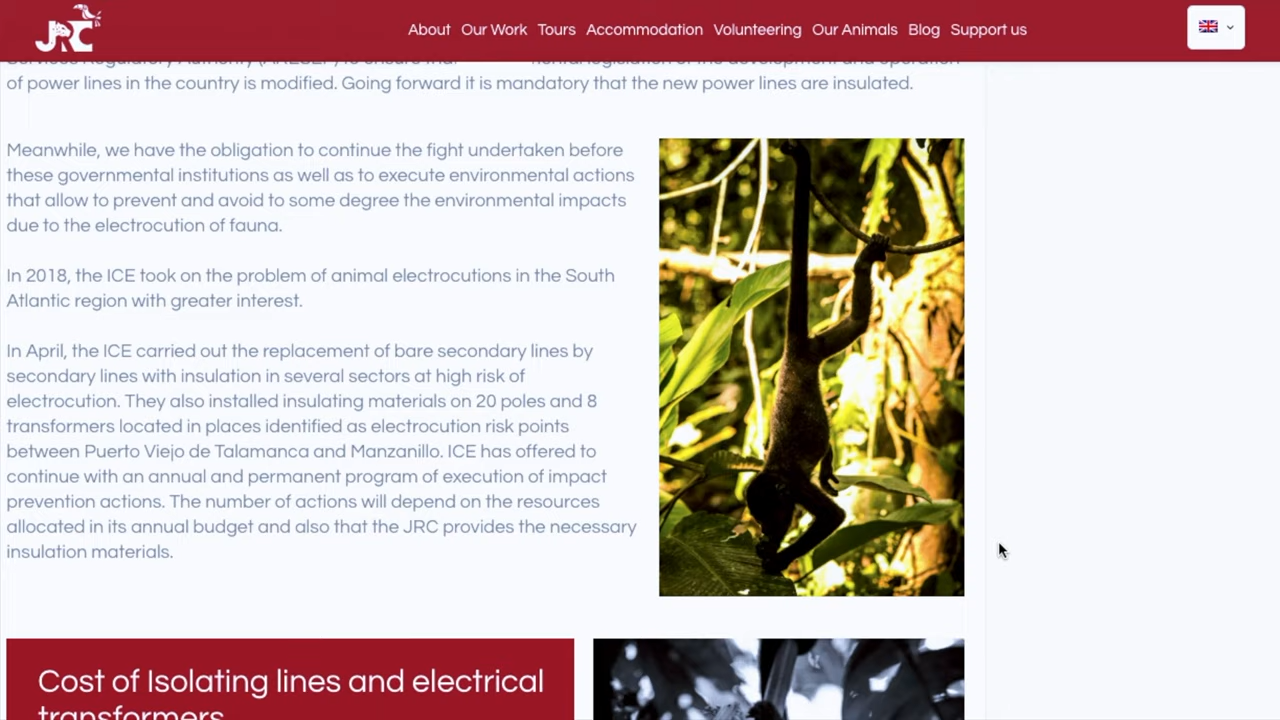 JRC
About Our Work Tours Accommodation Volunteering Our Animals Blog Support us
of power lines in the country is modified. Going forward it is mandatory that the new power lines are insulated.
Meanwhile, we have the obligation to continue the fight undertaken before
these governmental institutions as well as to execute environmental actions
that allow to prevent and avoid to some degree the environmental impacts
due to the electrocution of fauna.
In 2018, the ICE took on the problem of animal electrocutions in the South
Atlantic region with greater interest.
In April, the ICE carried out the replacement of bare secondary lines by
secondary lines with insulation in several sectors at high risk of
electrocution. They also installed insulating materials on 20 poles and 8
transformers located in places identified as electrocution risk points
between Puerto Viejo de Talamanca and Manzanillo. ICE has offered to
continue with an annual and permanent program of execution of impact
prevention actions. The number of actions will depend on the resources
allocated in its annual budget and also that the JRC provides the necessary
insulation materials.
Cost of Isolating lines and electrical
transformers